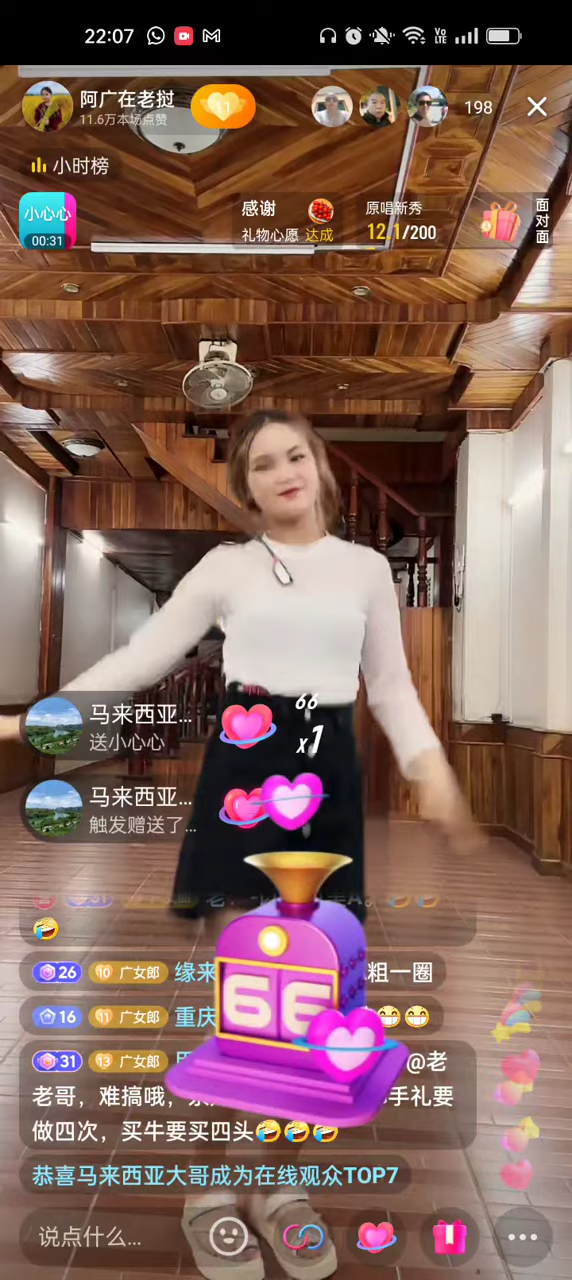 22:07
Vo
LTE
阿广在老挝
11.6万本场点赞
11
198
小时榜
小心心
00:31
感谢
礼物心愿 达成
原唱新秀
121/200
面对面
马来西亚...
送小心心
66
x1
马来西亚...
触发赠送了...
26 10 广女郎 缘来 粗一圈
16 11 广女郎 重庆
66
31 13 广女郎 @老
老哥，难搞哦， 手礼要
做四次，买牛要买四头
恭喜马来西亚大哥成为在线观众TOP7
说点什么...